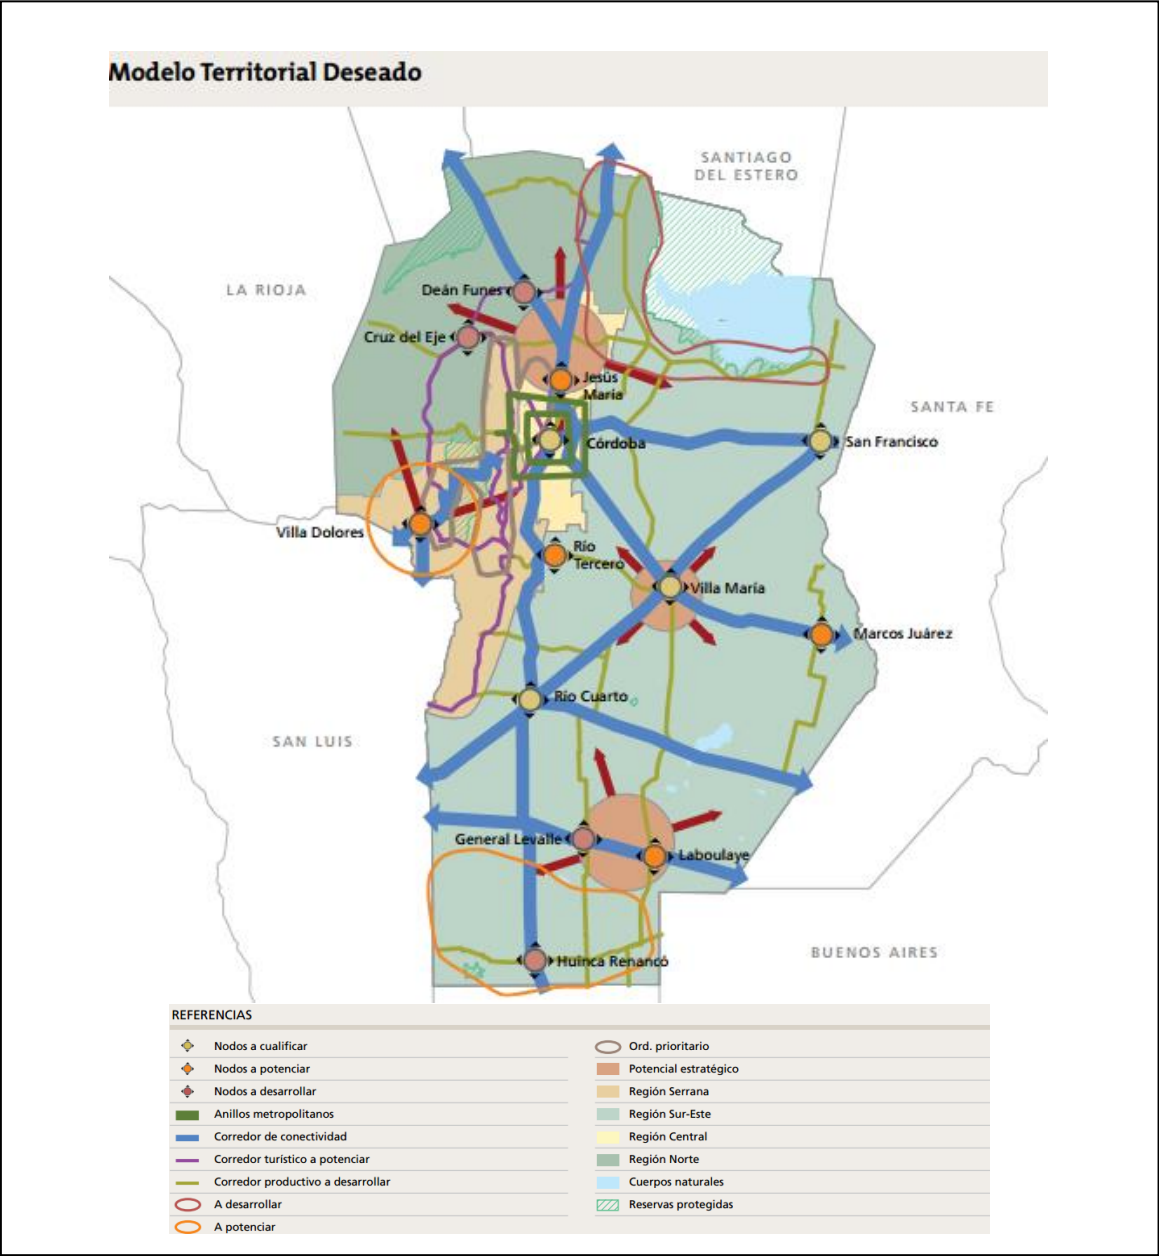 Modelo Territorial Deseado
SANTIAGO
DEL ESTERO
LA RIOJA
Deán Funes
Cruz del Eje
Jesús
María
SANTA FE
Córdoba
San Francisco
Villa Dolores
Río
Tercero
Villa María
Marcos Juárez
Río Cuarto
SAN LUIS
General Levalle
Laboulaye
BUENOS AIRES
Huinca Renancó
REFERENCIAS
Nodos a cualificar
Nodos a potenciar
Nodos a desarrollar
Anillos metropolitanos
Corredor de conectividad
Corredor turístico a potenciar
Corredor productivo a desarrollar
A desarrollar
A potenciar
Ord. prioritario
Potencial estratégico
Región Serrana
Región Sur-Este
Región Central
Región Norte
Cuerpos naturales
Reservas protegidas